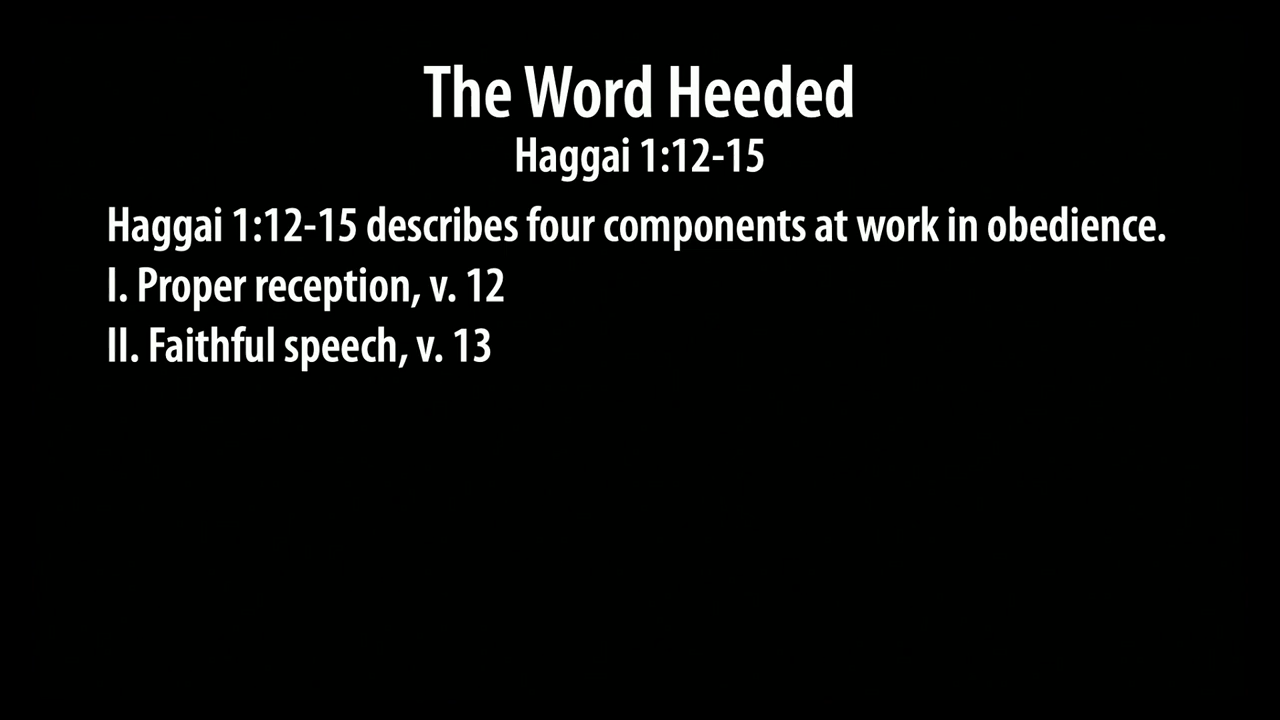 The Word Heeded
Haggai 1:12-15
Haggai 1:12-15 describes four components at work in obedience.
I. Proper reception, v. 12
II. Faithful speech, v. 13